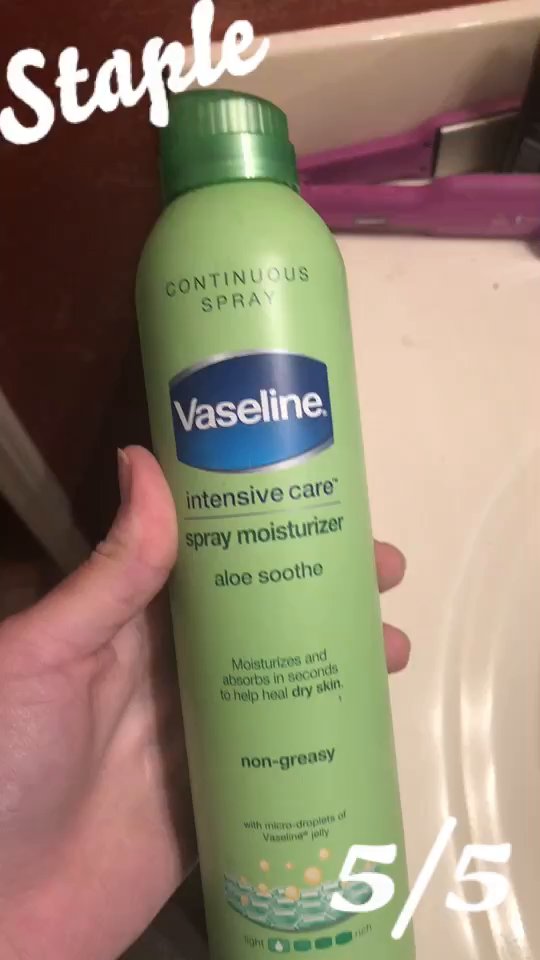 Staple
CONTINUOUS
SPRAY
Vaseline®
intensive care™
spray moisturizer
aloe soothe
Moisturizes and
absorbs in seconds
to help heal dry skin.
non-greasy
with micro-droplets of
Vaseline® jelly
5/5
light rich